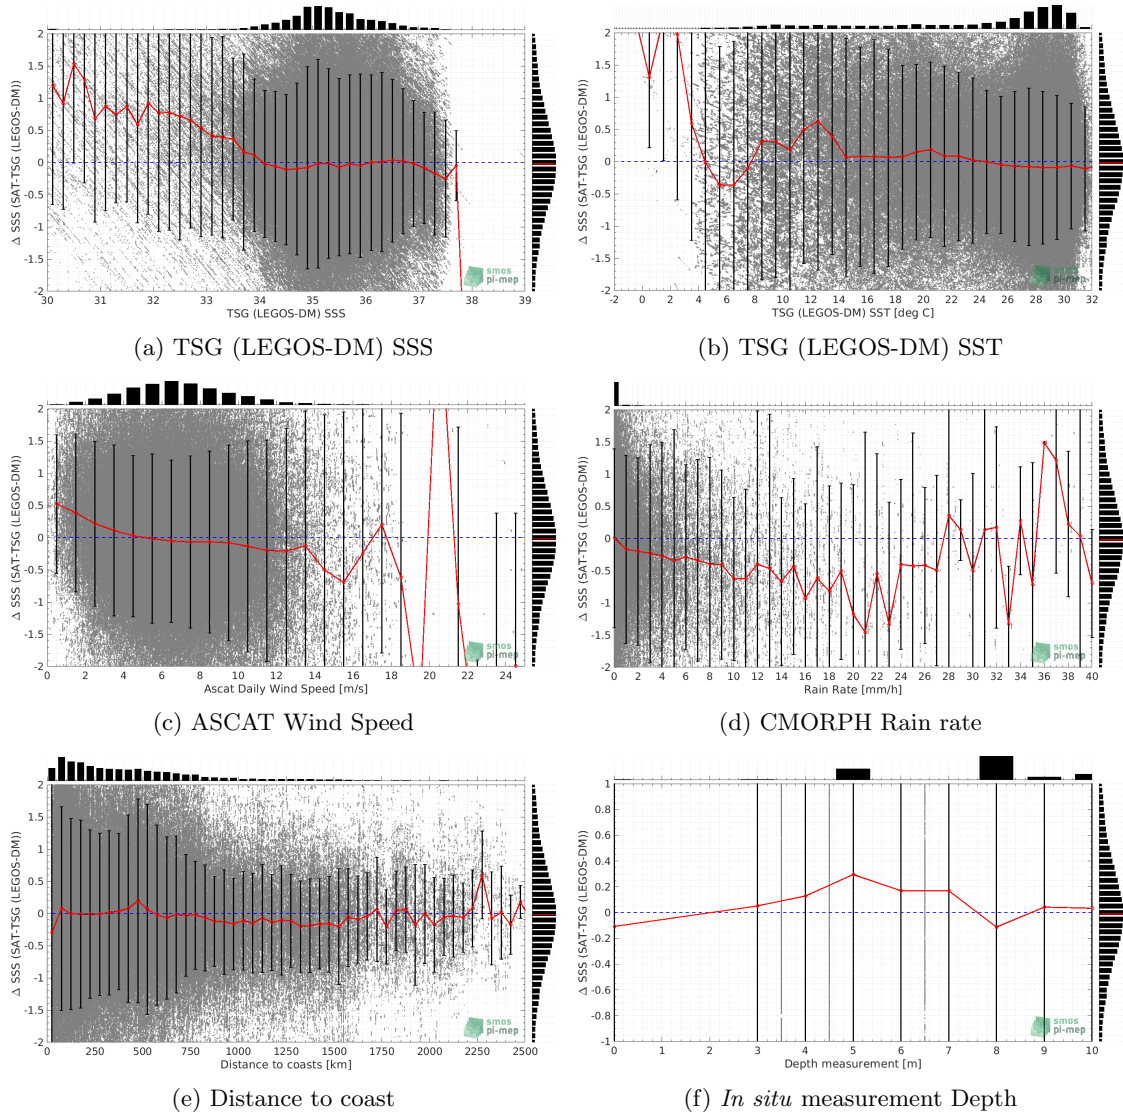 2
1.5
1
0.5
0
-0.5
-1
-1.5
-2
Δ SSS (SAT-TSG (LEGOS-DM))
30 31 32 33 34 35 36 37 38 39
TSG (LEGOS-DM) SSS
smos
pi-mep
(a) TSG (LEGOS-DM) SSS
2
1.5
1
0.5
0
-0.5
-1
-1.5
-2
Δ SSS (SAT-TSG (LEGOS-DM))
-2 0 2 4 6 8 10 12 14 16 18 20 22 24 26 28 30 32
TSG (LEGOS-DM) SST [deg C]
smos
pi-mep
(b) TSG (LEGOS-DM) SST
2
1.5
1
0.5
0
-0.5
-1
-1.5
-2
Δ SSS (SAT-TSG (LEGOS-DM))
0 2 4 6 8 10 12 14 16 18 20 22 24
Ascat Daily Wind Speed [m/s]
smos
pi-mep
(c) ASCAT Wind Speed
2
1.5
1
0.5
0
-0.5
-1
-1.5
-2
Δ SSS (SAT-TSG (LEGOS-DM))
0 2 4 6 8 10 12 14 16 18 20 22 24 26 28 30 32 34 36 38 40
Rain Rate [mm/h]
smos
pi-mep
(d) CMORPH Rain rate
2
1.5
1
0.5
0
-0.5
-1
-1.5
-2
Δ SSS (SAT-TSG (LEGOS-DM))
0 250 500 750 1000 1250 1500 1750 2000 2250 2500
Distance to coasts [km]
smos
pi-mep
(e) Distance to coast
1
0.8
0.6
0.4
0.2
0
-0.2
-0.4
-0.6
-0.8
-1
Δ SSS (SAT-TSG (LEGOS-DM))
0 1 2 3 4 5 6 7 8 9 10
Depth measurement [m]
smos
pi-mep
(f) In situ measurement Depth